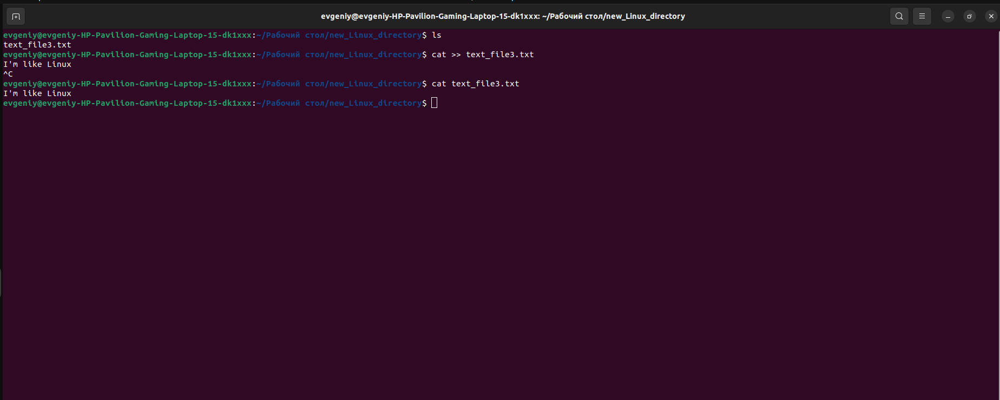 evgeniy@evgeniy-HP-Pavilion-Gaming-Laptop-15-dk1xxx: ~/Рабочий стол/new_Linux_directory
evgeniy@evgeniy-HP-Pavilion-Gaming-Laptop-15-dk1xxx:~/Рабочий стол/new_Linux_directory$ ls
text_file3.txt
evgeniy@evgeniy-HP-Pavilion-Gaming-Laptop-15-dk1xxx:~/Рабочий стол/new_Linux_directory$ cat >> text_file3.txt
I'm like Linux
^C
evgeniy@evgeniy-HP-Pavilion-Gaming-Laptop-15-dk1xxx:~/Рабочий стол/new_Linux_directory$ cat text_file3.txt
I'm like Linux
evgeniy@evgeniy-HP-Pavilion-Gaming-Laptop-15-dk1xxx:~/Рабочий стол/new_Linux_directory$